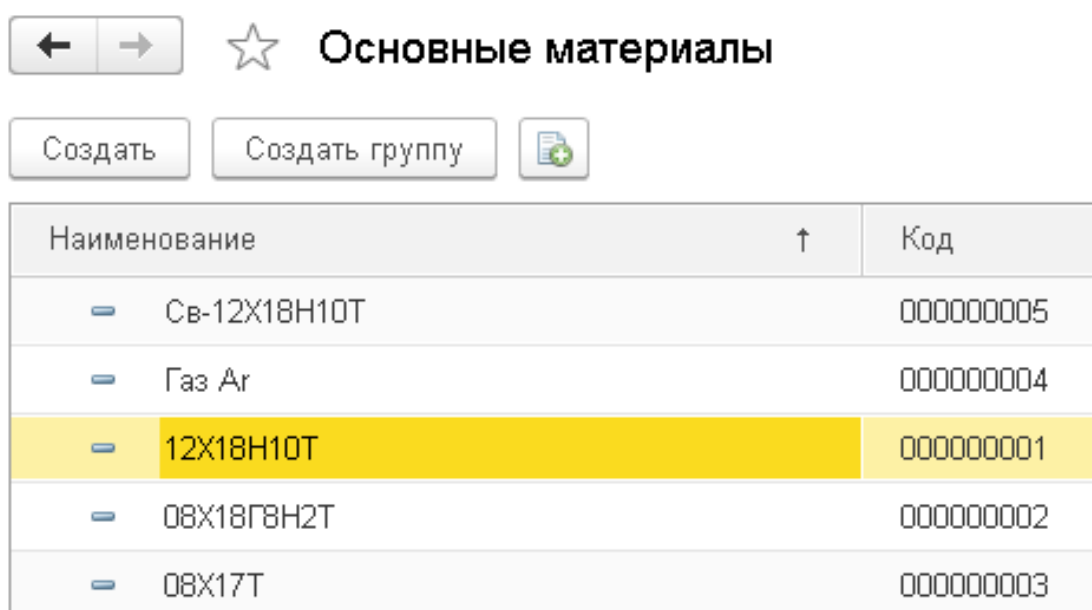 Основные материалы
Создать Создать группу
Наименование ↑ Код
Св-12Х18Н10Т 000000005
Газ Ar 000000004
12Х18Н10Т 000000001
08Х18Г8Н2Т 000000002
08Х17Т 000000003